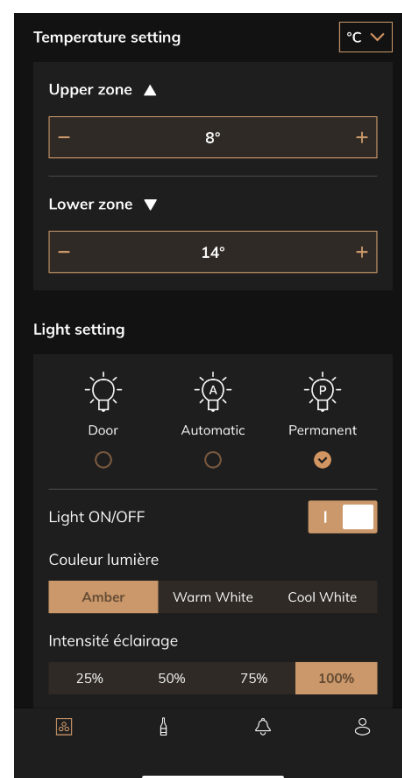 Temperature setting °C
Upper zone ▲
− 8° +
Lower zone ▼
− 14° +
Light setting
A P
Door Automatic Permanent
Light ON/OFF I
Couleur lumière
Amber Warm White Cool White
Intensité éclairage
25% 50% 75% 100%